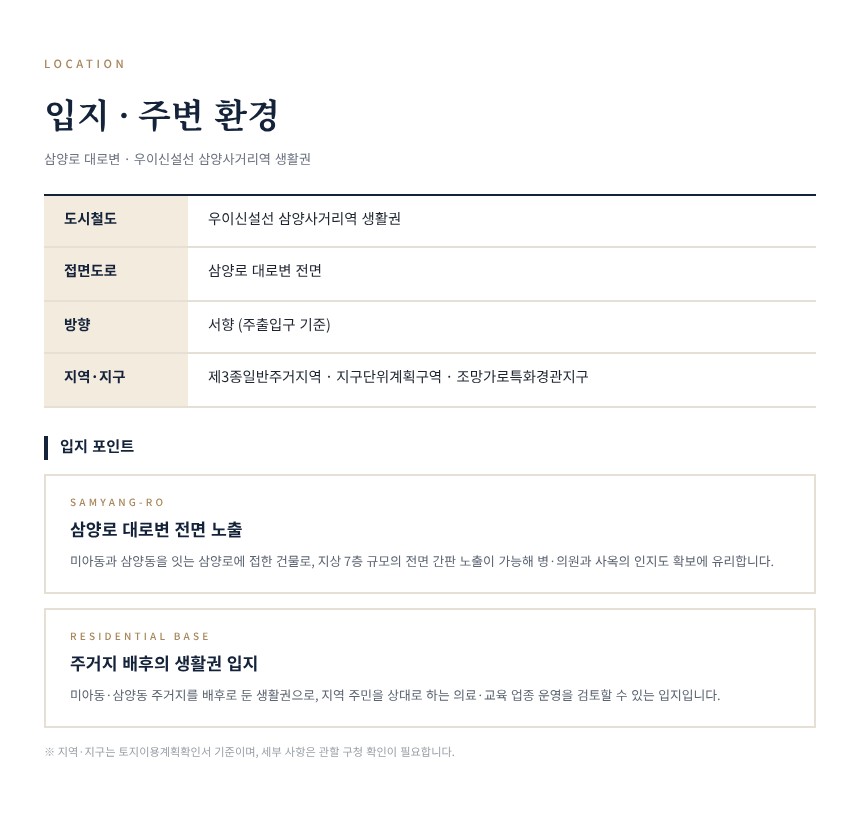 LOCATION
입지 · 주변 환경
삼양로 대로변 · 우이신설선 삼양사거리역 생활권
도시철도 우이신설선 삼양사거리역 생활권
접면도로 삼양로 대로변 전면
방향 서향 (주출입구 기준)
지역·지구 제3종일반주거지역 · 지구단위계획구역 · 조망가로특화경관지구
입지 포인트
SAMYANG-RO
삼양로 대로변 전면 노출
미아동과 삼양동을 잇는 삼양로에 접한 건물로, 지상 7층 규모의 전면 간판 노출이 가능해 병·의원과 사옥의 인지도 확보에 유리합니다.
RESIDENTIAL BASE
주거지 배후의 생활권 입지
미아동·삼양동 주거지를 배후로 둔 생활권으로, 지역 주민을 상대로 하는 의료·교육 업종 운영을 검토할 수 있는 입지입니다.
※ 지역·지구는 토지이용계획확인서 기준이며, 세부 사항은 관할 구청 확인이 필요합니다.